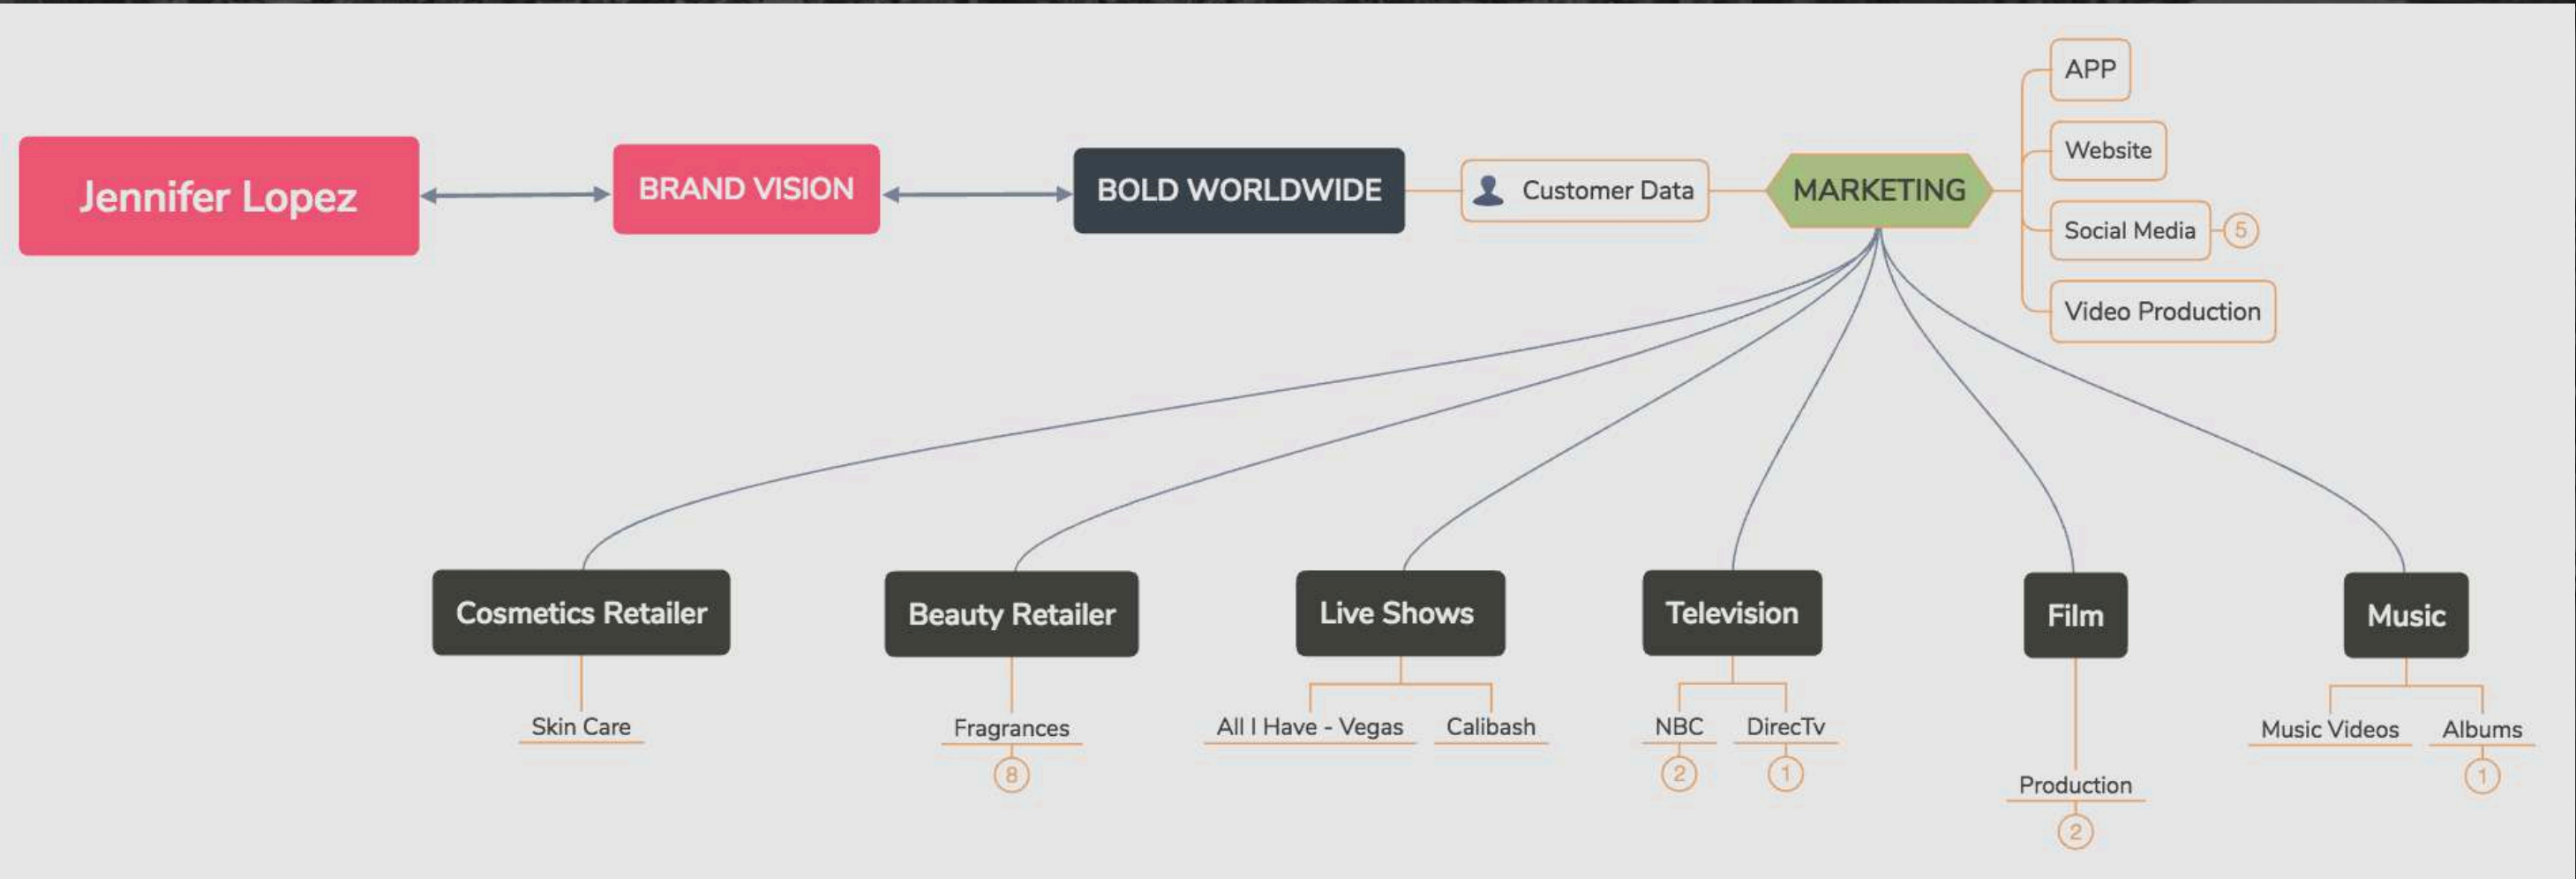 Jennifer Lopez
BRAND VISION
BOLD WORLDWIDE
Customer Data
MARKETING
APP
Website
Social Media
5
Video Production
Cosmetics Retailer
Skin Care
Beauty Retailer
Fragrances
8
Live Shows
All I Have - Vegas
Calibash
Television
NBC
2
DirecTv
1
Film
Production
2
Music
Music Videos
Albums
1